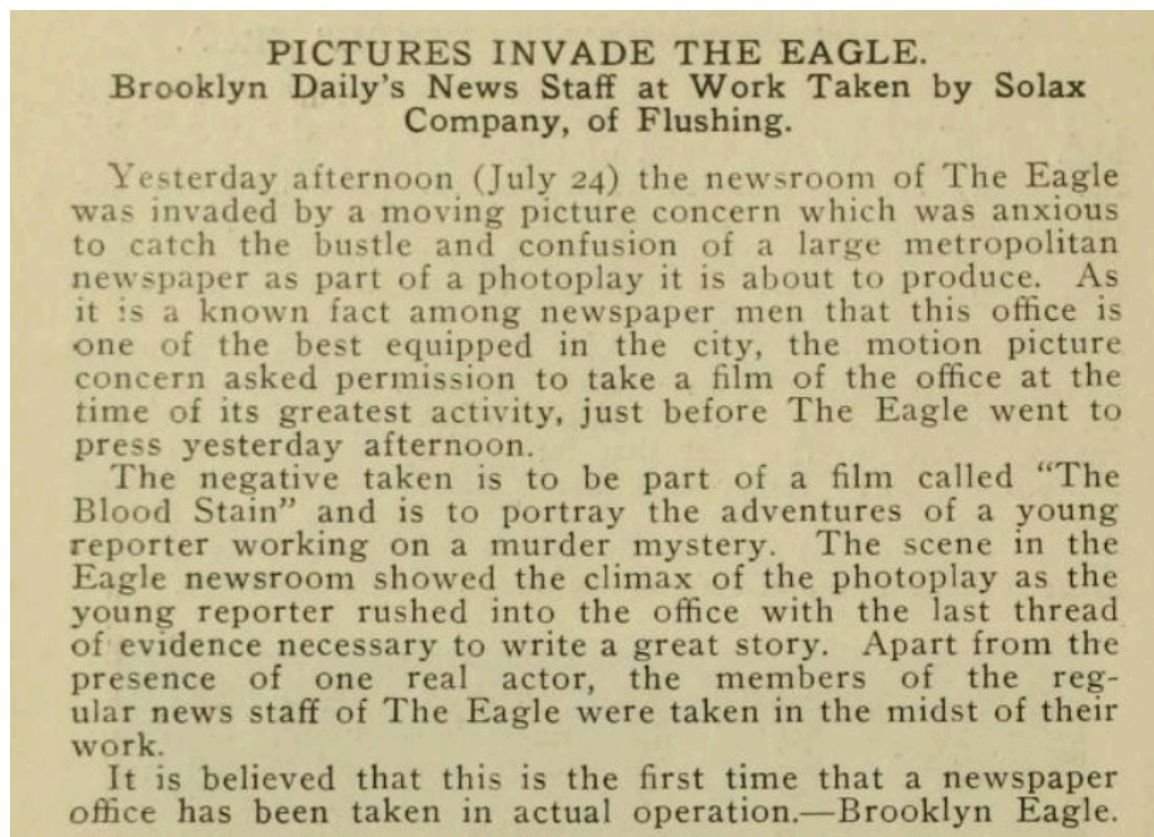 PICTURES INVADE THE EAGLE.
Brooklyn Daily's News Staff at Work Taken by Solax
Company, of Flushing.
Yesterday afternoon (July 24) the newsroom of The Eagle
was invaded by a moving picture concern which was anxious
to catch the bustle and confusion of a large metropolitan
newspaper as part of a photoplay it is about to produce. As
it is a known fact among newspaper men that this office is
one of the best equipped in the city, the motion picture
concern asked permission to take a film of the office at the
time of its greatest activity, just before The Eagle went to
press yesterday afternoon.
The negative taken is to be part of a film called “The
Blood Stain” and is to portray the adventures of a young
reporter working on a murder mystery. The scene in the
Eagle newsroom showed the climax of the photoplay as the
young reporter rushed into the office with the last thread
of evidence necessary to write a great story. Apart from the
presence of one real actor, the members of the reg-
ular news staff of The Eagle were taken in the midst of their
work.
It is believed that this is the first time that a newspaper
office has been taken in actual operation.—Brooklyn Eagle.